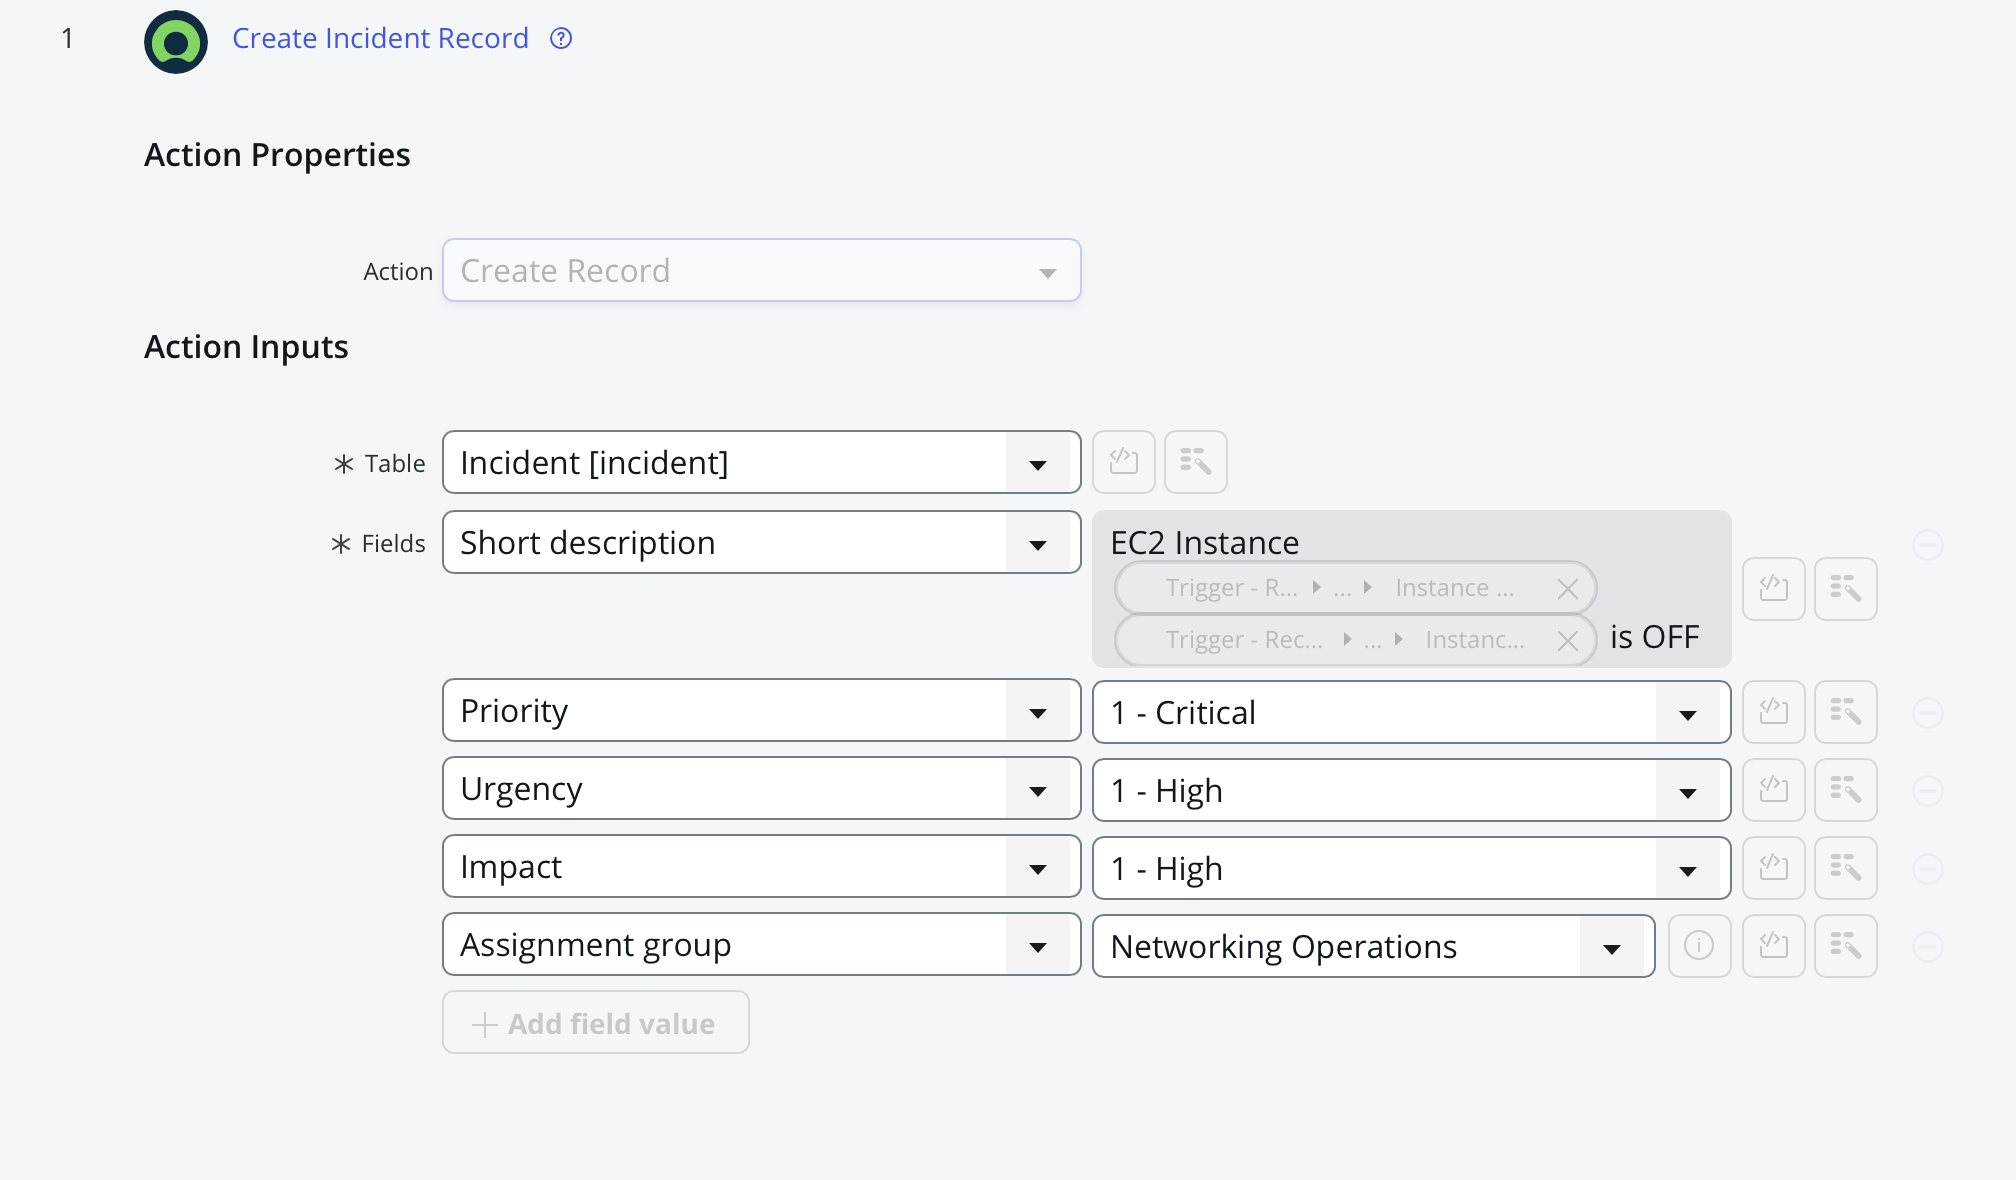 1 Create Incident Record ?
Action Properties
Action Create Record
Action Inputs
* Table Incident [incident]
* Fields Short description EC2 Instance
Trigger - R... ... Instance ...
Trigger - Rec... ... Instanc... is OFF
Priority 1 - Critical
Urgency 1 - High
Impact 1 - High
Assignment group Networking Operations
+ Add field value